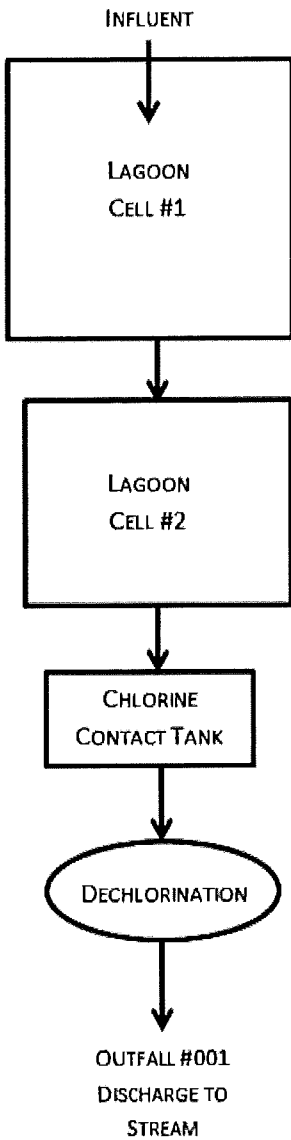 INFLUENT
LAGOON
CELL #1
LAGOON
CELL #2
CHLORINE
CONTACT TANK
DECHLORINATION
OUTFALL #001
DISCHARGE TO
STREAM